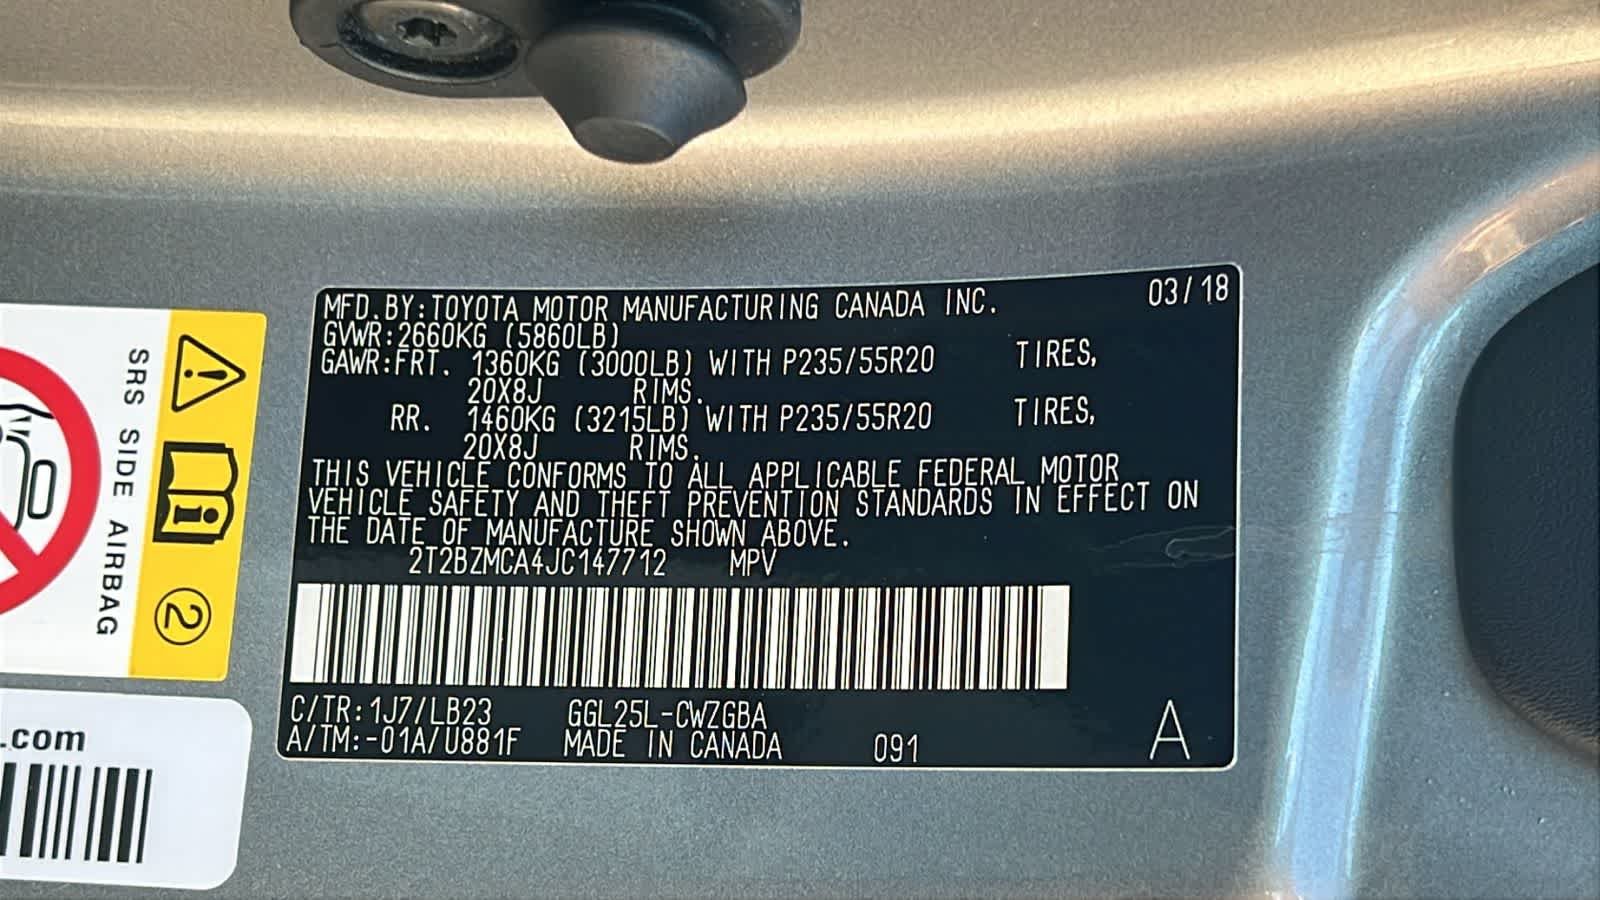 MFD.BY:TOYOTA MOTOR MANUFACTURING CANADA INC. 03/18
GVWR:2660KG (5860LB)
GAWR:FRT. 1360KG (3000LB) WITH P235/55R20 TIRES,
20X8J RIMS.
RR. 1460KG (3215LB) WITH P235/55R20 TIRES,
20X8J RIMS.
THIS VEHICLE CONFORMS TO ALL APPLICABLE FEDERAL MOTOR
VEHICLE SAFETY AND THEFT PREVENTION STANDARDS IN EFFECT ON
THE DATE OF MANUFACTURE SHOWN ABOVE.
2T2BZMCA4JC147712 MPV
C/TR:1J7/LB23 GGL25L-CWZGBA
A/TM:-01A/U881F MADE IN CANADA 091 A
SRS SIDE AIRBAG
2
.com